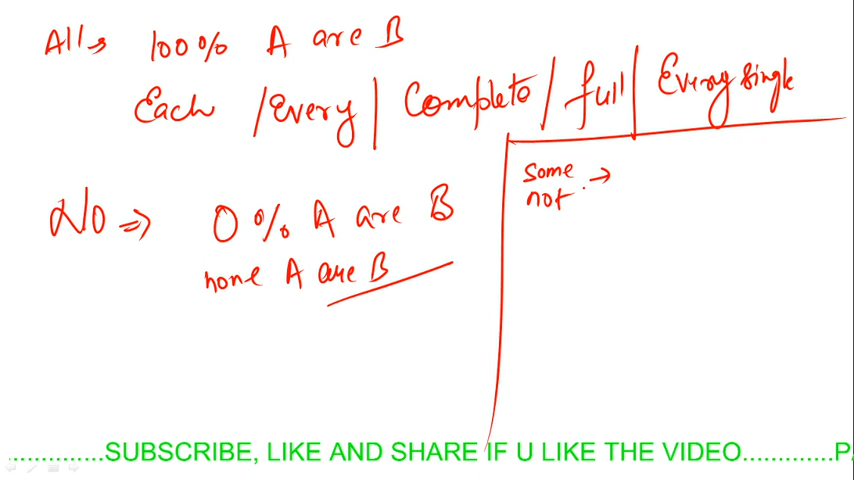 All → 100% A are B
Each / Every | Complete / full | Every single
NO ⇒ 0% A are B
none A are B
Some →
not
................SUBSCRIBE, LIKE AND SHARE IF U LIKE THE VIDEO.............P